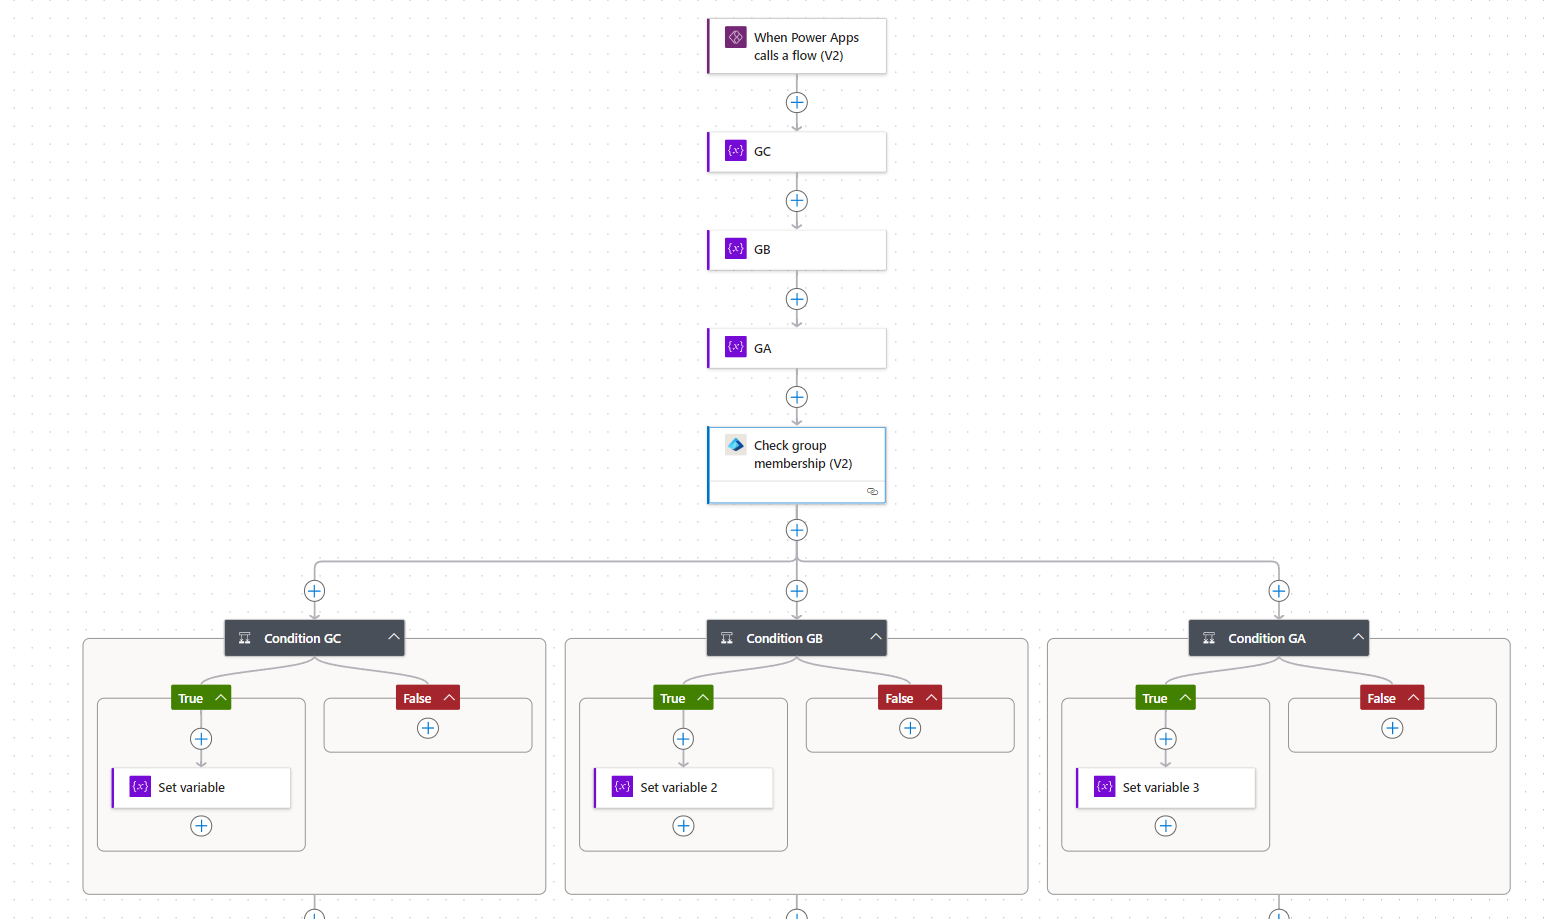 When Power Apps
calls a flow (V2)
{x} GC
{x} GB
{x} GA
Check group
membership (V2)
Condition GC
Condition GB
Condition GA
True
False
True
False
True
False
{x} Set variable
{x} Set variable 2
{x} Set variable 3